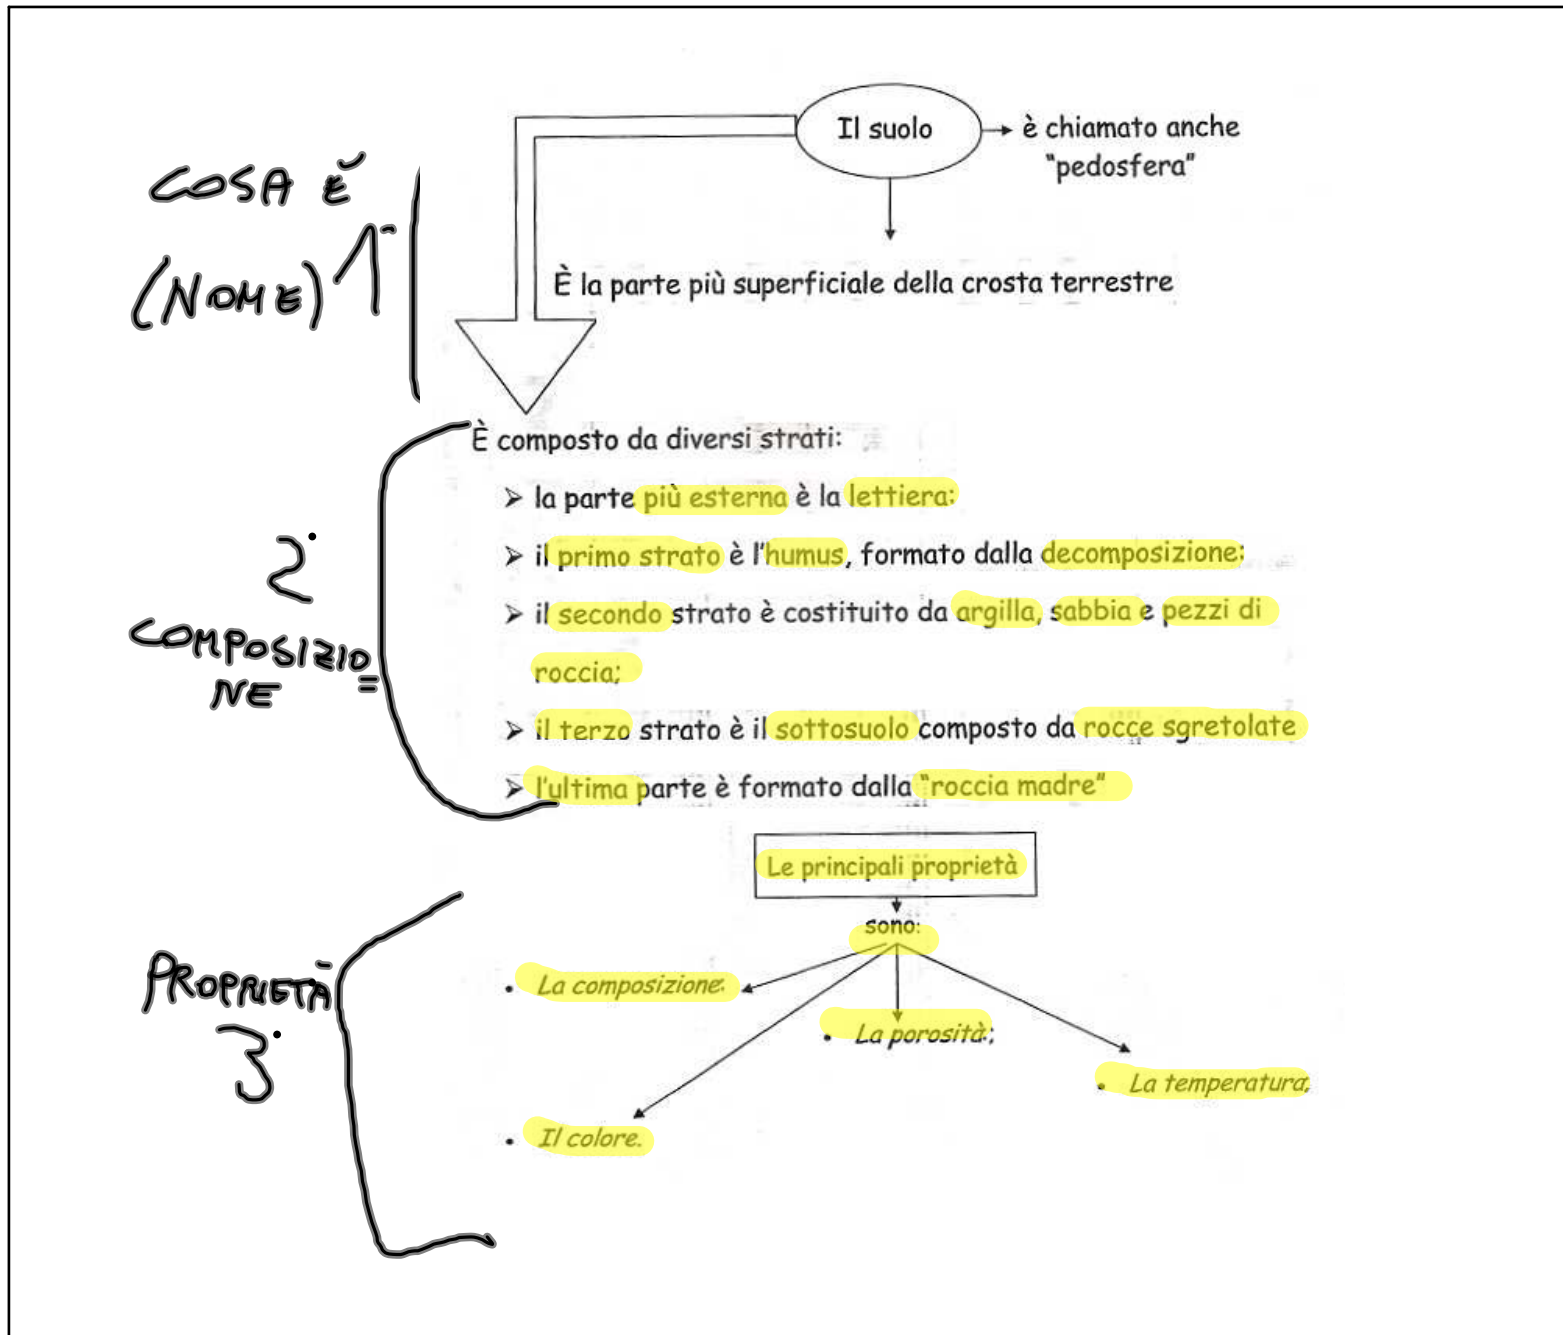 Il suolo
è chiamato anche
"pedosfera"
COSA È
(NOME) 1
È la parte più superficiale della crosta terrestre
È composto da diversi strati:
➤ la parte più esterna è la lettiera;
➤ il primo strato è l'humus, formato dalla decomposizione;
➤ il secondo strato è costituito da argilla, sabbia e pezzi di
roccia;
➤ il terzo strato è il sottosuolo composto da rocce sgretolate
➤ l'ultima parte è formato dalla "roccia madre"
2.
COMPOSIZIO=
NE
Le principali proprietà
sono:
• La composizione;
• La porosità;
• La temperatura;
• Il colore.
PROPRIETÀ
3.